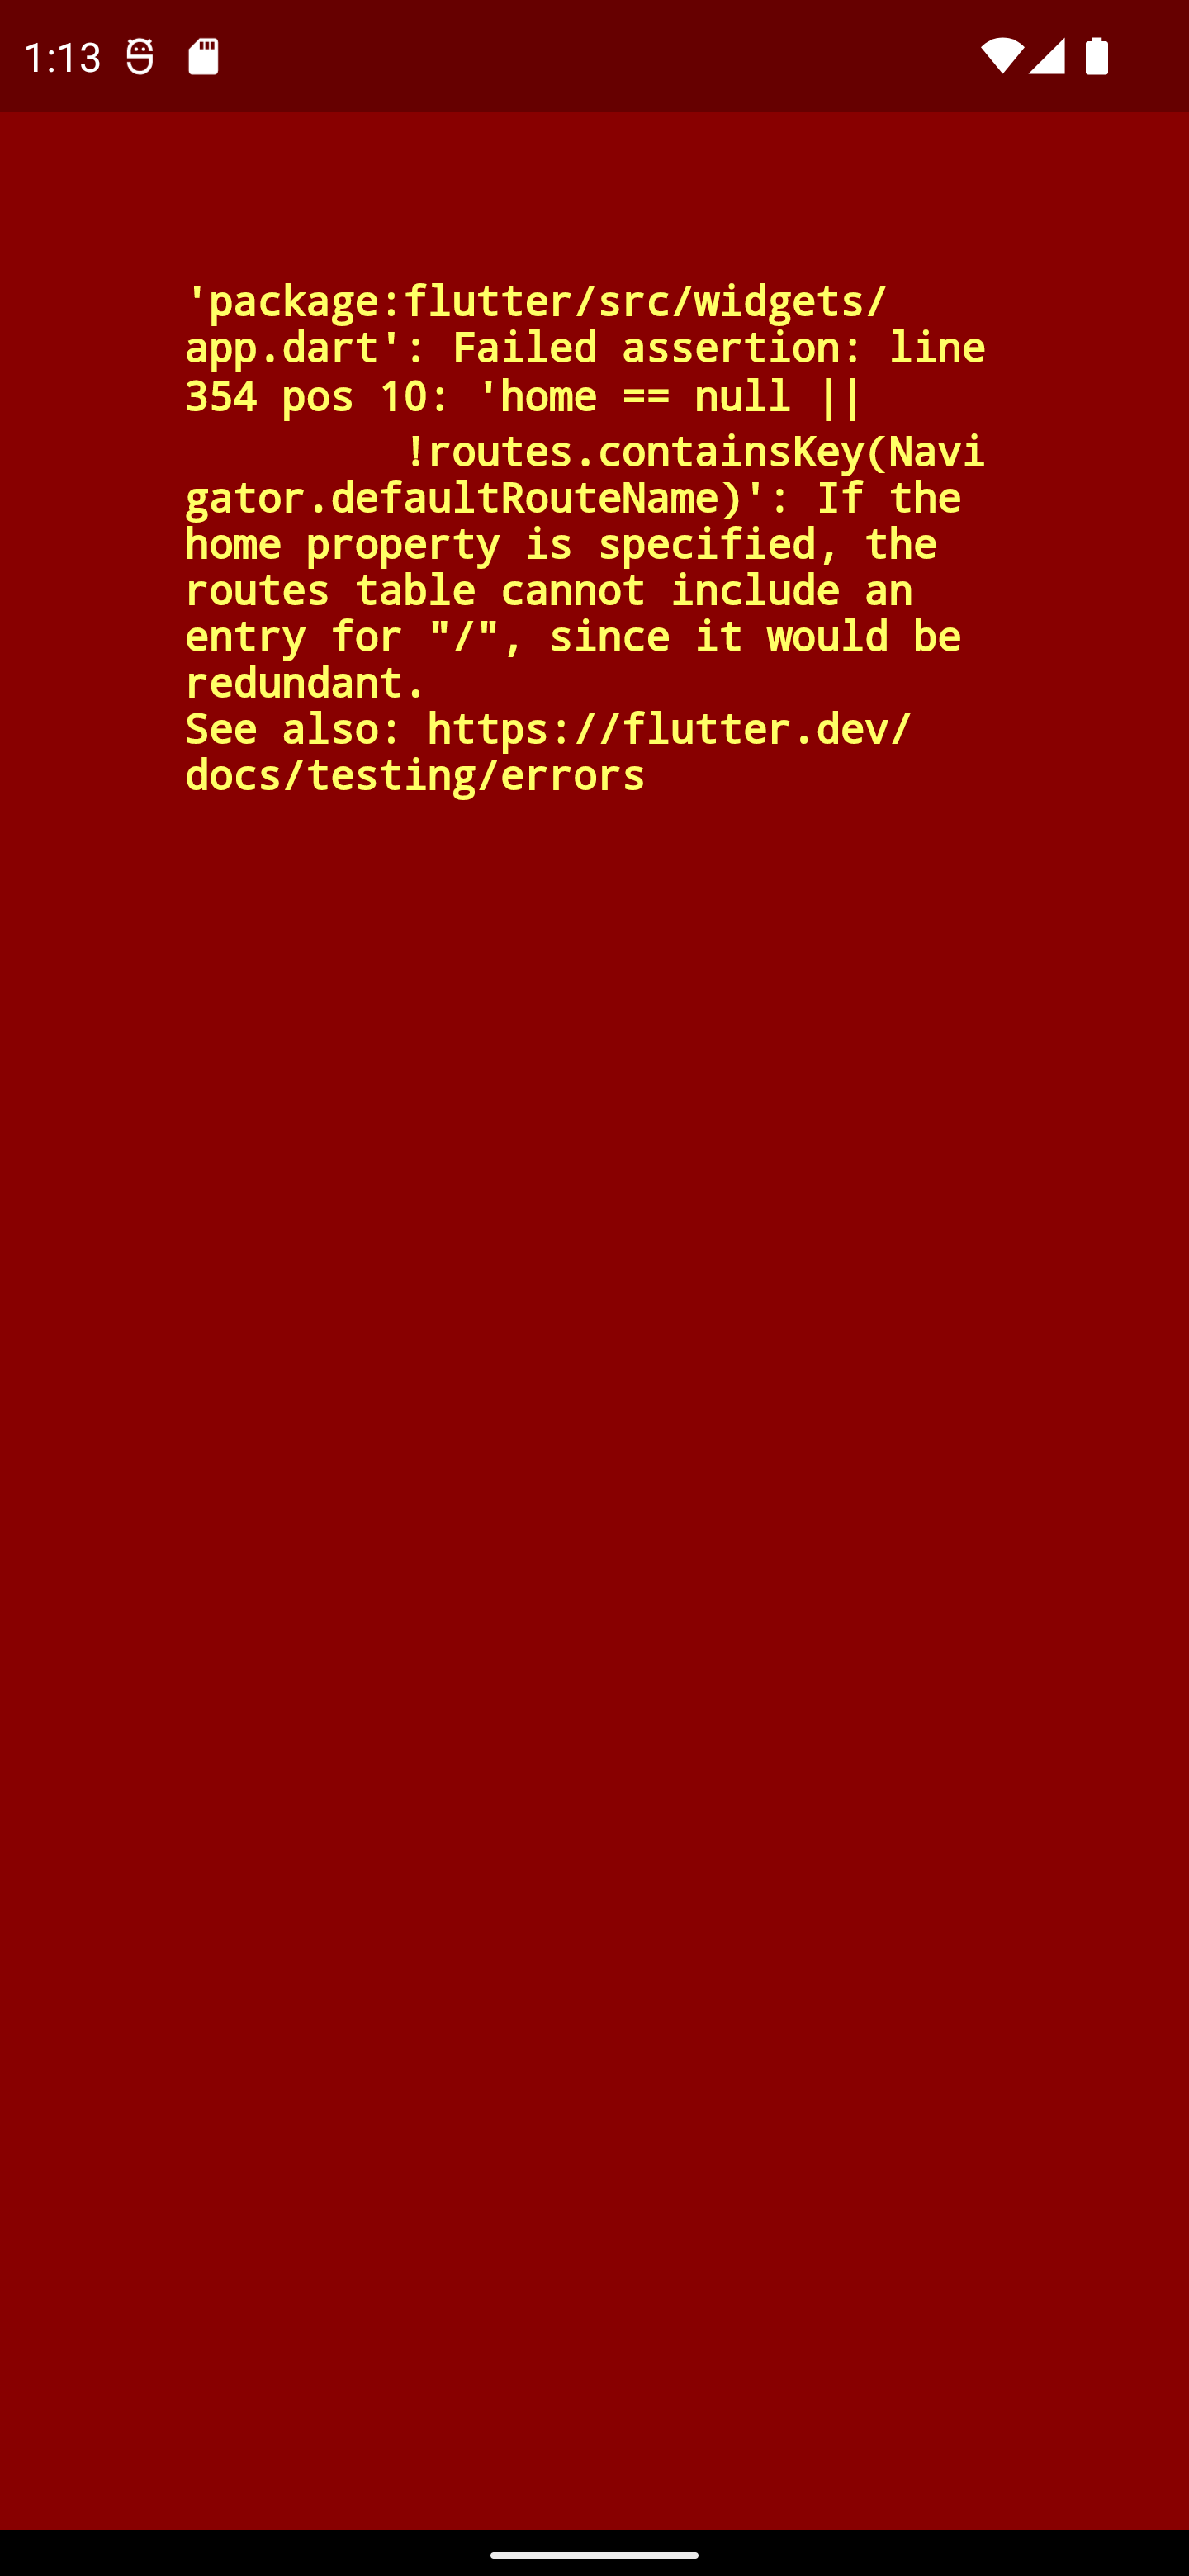 1:13
'package:flutter/src/widgets/
app.dart': Failed assertion: line
354 pos 10: 'home == null ||
         !routes.containsKey(Navi
gator.defaultRouteName)': If the
home property is specified, the
routes table cannot include an
entry for "/", since it would be
redundant.
See also: https://flutter.dev/
docs/testing/errors